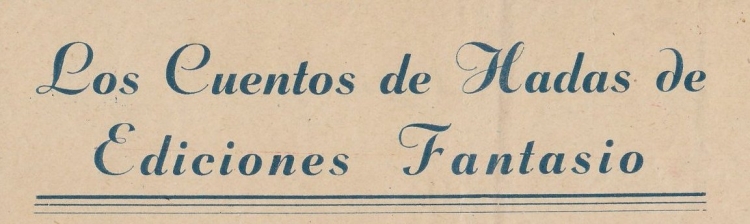 Los Cuentos de Hadas de
Ediciones Fantasio